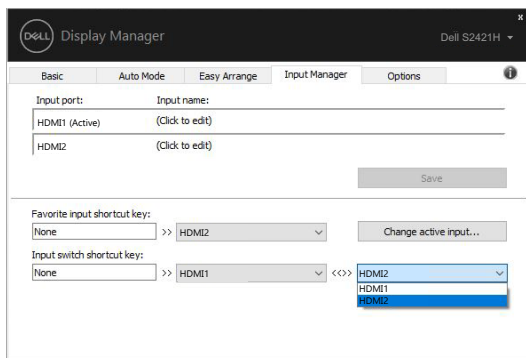 x
DELL Display Manager Dell S2421H
Basic Auto Mode Easy Arrange Input Manager Options i
Input port: Input name:
HDMI1 (Active) (Click to edit)
HDMI2 (Click to edit)
Save
Favorite input shortcut key:
None >> HDMI2 Change active input...
Input switch shortcut key:
None >> HDMI1 <<>> HDMI2
HDMI1
HDMI2